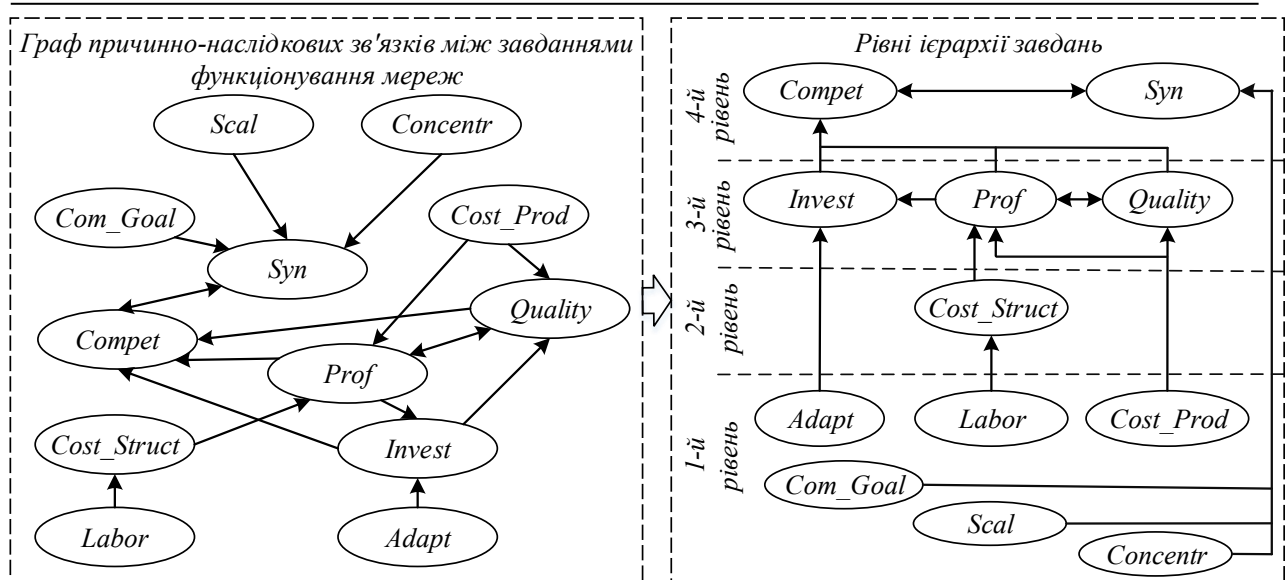 Граф причинно-наслідкових зв'язків між завданнями
функціонування мереж
Scal
Concentr
Com_Goal
Cost_Prod
Syn
Quality
Compet
Prof
Cost_Struct
Invest
Labor
Adapt
Рівні ієрархії завдань
4-й
рівень
Compet
Syn
3-й
рівень
Invest
Prof
Quality
2-й
рівень
Cost_Struct
1-й
рівень
Adapt
Labor
Cost_Prod
Com_Goal
Scal
Concentr